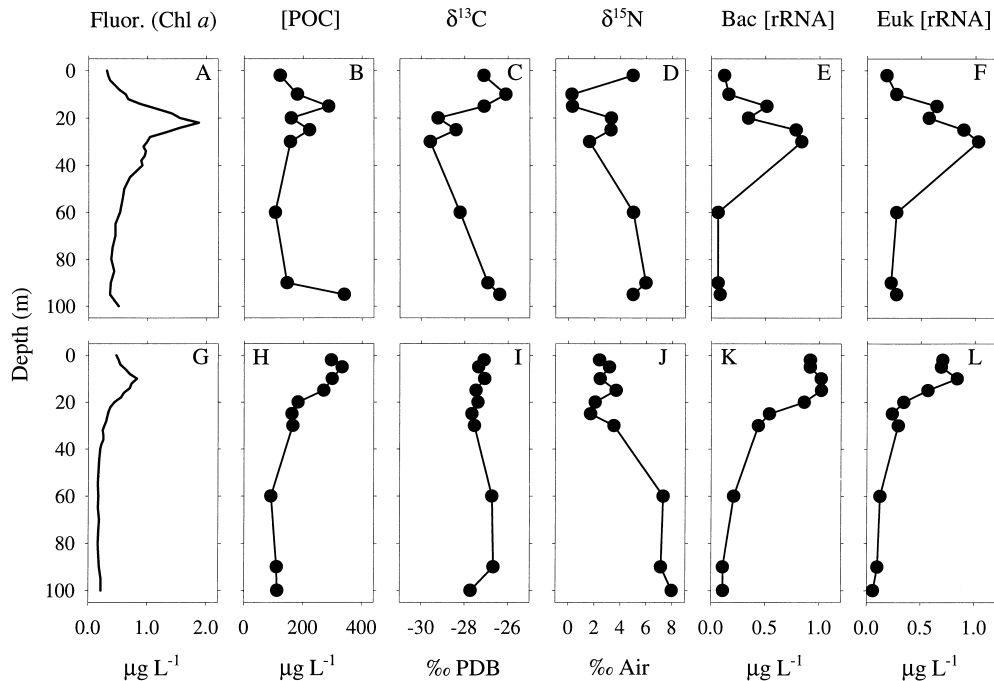 Fluor. (Chl a) [POC] δ¹³C δ¹⁵N Bac [rRNA] Euk [rRNA]
A B C D E F
0
20
40
60
80
100
Depth (m)
G H I J K L
0
20
40
60
80
100
0.0 1.0 2.0 0 200 400 -30 -28 -26 0 2 4 6 8 0.0 0.5 1.0 0.0 0.5 1.0
µg L⁻¹ µg L⁻¹ ‰ PDB ‰ Air µg L⁻¹ µg L⁻¹